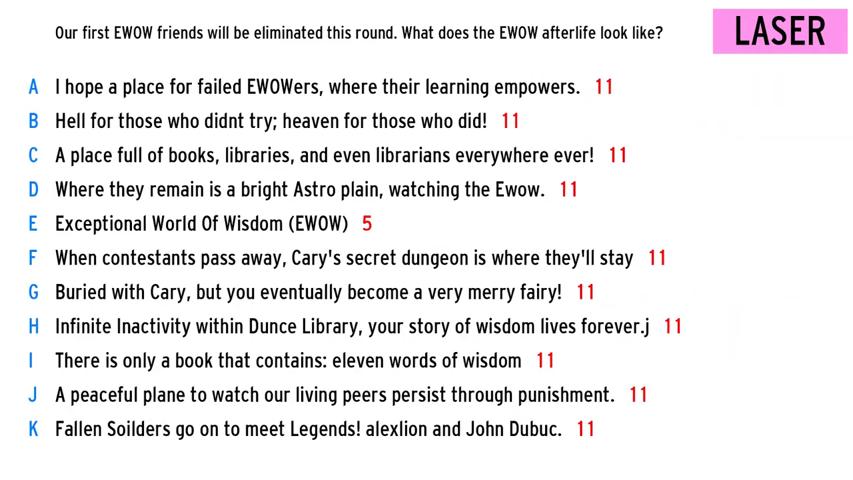 Our first EWOW friends will be eliminated this round. What does the EWOW afterlife look like?
LASER
A I hope a place for failed EWOWers, where their learning empowers. 11
B Hell for those who didnt try; heaven for those who did! 11
C A place full of books, libraries, and even librarians everywhere ever! 11
D Where they remain is a bright Astro plain, watching the Ewow. 11
E Exceptional World Of Wisdom (EWOW) 5
F When contestants pass away, Cary's secret dungeon is where they'll stay 11
G Buried with Cary, but you eventually become a very merry fairy! 11
H Infinite Inactivity within Dunce Library, your story of wisdom lives forever.j 11
I There is only a book that contains: eleven words of wisdom 11
J A peaceful plane to watch our living peers persist through punishment. 11
K Fallen Soilders go on to meet Legends! alexlion and John Dubuc. 11